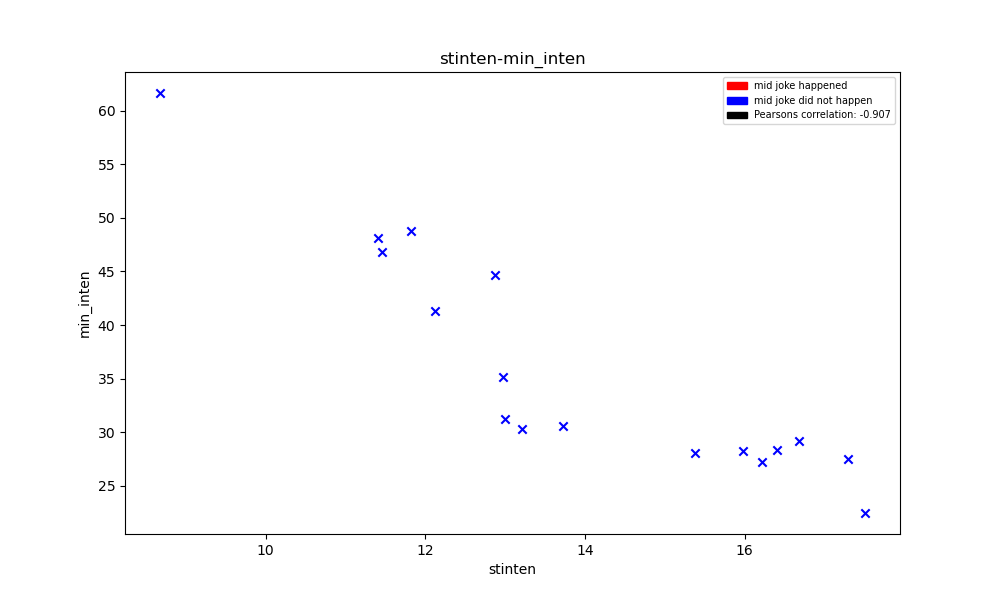 stinten-min_inten
mid joke happened
mid joke did not happen
Pearsons correlation: -0.907
60
55
50
45
40
35
30
25
min_inten
10
12
14
16
stinten